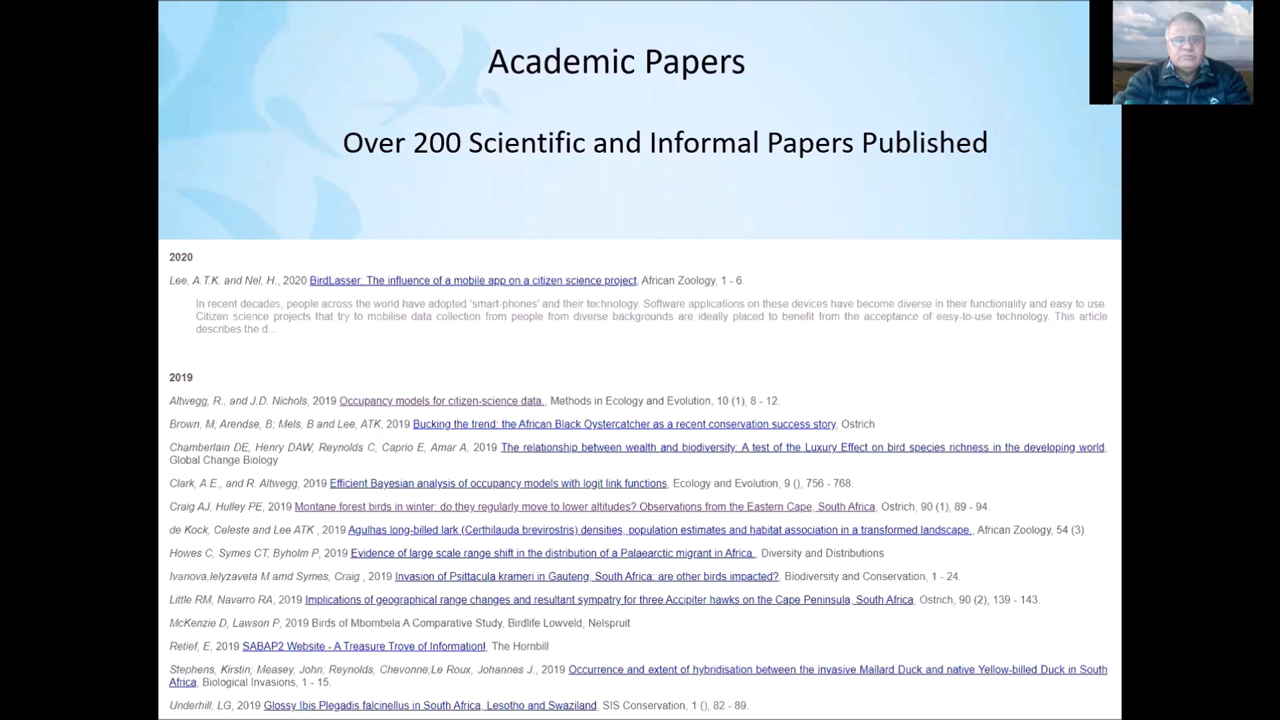 Academic Papers
Over 200 Scientific and Informal Papers Published
2020
Lee, A.T.K. and Nel, H., 2020 BirdLasser: The influence of a mobile app on a citizen science project, African Zoology, 1 - 6.
In recent decades, people across the world have adopted 'smart-phones' and their technology. Software applications on these devices have become diverse in their functionality and easy to use.
Citizen science projects that try to mobilise data collection from people from diverse backgrounds are ideally placed to benefit from the acceptance of easy-to-use technology. This article
describes the d...
2019
Altwegg, R., and J.D. Nichols, 2019 Occupancy models for citizen-science data., Methods in Ecology and Evolution, 10 (1), 8 - 12.
Brown, M, Arendse, B; Mels, B and Lee, ATK, 2019 Bucking the trend: the African Black Oystercatcher as a recent conservation success story, Ostrich
Chamberlain DE, Henry DAW, Reynolds C, Caprio E, Amar A, 2019 The relationship between wealth and biodiversity: A test of the Luxury Effect on bird species richness in the developing world,
Global Change Biology
Clark, A.E., and R. Altwegg, 2019 Efficient Bayesian analysis of occupancy models with logit link functions, Ecology and Evolution, 9 (), 756 - 768.
Craig AJ, Hulley PE, 2019 Montane forest birds in winter: do they regularly move to lower altitudes? Observations from the Eastern Cape, South Africa, Ostrich, 90 (1), 89 - 94.
de Kock, Celeste and Lee ATK , 2019 Agulhas long-billed lark (Certhilauda brevirostris) densities, population estimates and habitat association in a transformed landscape., African Zoology, 54 (3)
Howes C, Symes CT, Byholm P, 2019 Evidence of large scale range shift in the distribution of a Palaearctic migrant in Africa., Diversity and Distributions
Ivanova,Ielyzaveta M amd Symes, Craig , 2019 Invasion of Psittacula krameri in Gauteng, South Africa: are other birds impacted?, Biodiversity and Conservation, 1 - 24.
Little RM, Navarro RA, 2019 Implications of geographical range changes and resultant sympatry for three Accipiter hawks on the Cape Peninsula, South Africa, Ostrich, 90 (2), 139 - 143.
McKenzie D, Lawson P, 2019 Birds of Mbombela A Comparative Study, Birdlife Lowveld, Nelspruit
Retief, E, 2019 SABAP2 Website - A Treasure Trove of Information!, The Hornbill
Stephens, Kirstin; Measey, John; Reynolds, Chevonne;Le Roux, Johannes J., 2019 Occurrence and extent of hybridisation between the invasive Mallard Duck and native Yellow-billed Duck in South
Africa, Biological Invasions, 1 - 15.
Underhill, LG, 2019 Glossy Ibis Plegadis falcinellus in South Africa, Lesotho and Swaziland, SIS Conservation, 1 (), 82 - 89.